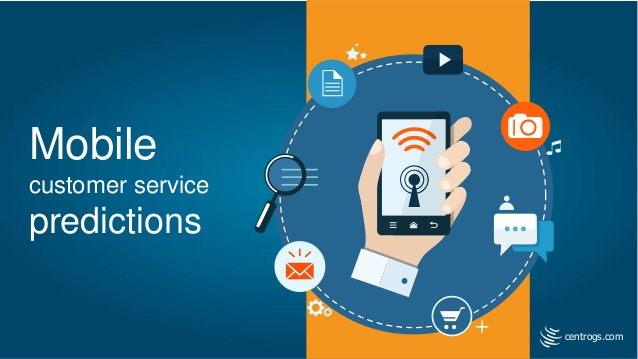 Mobile
customer service
predictions
centrogs.com